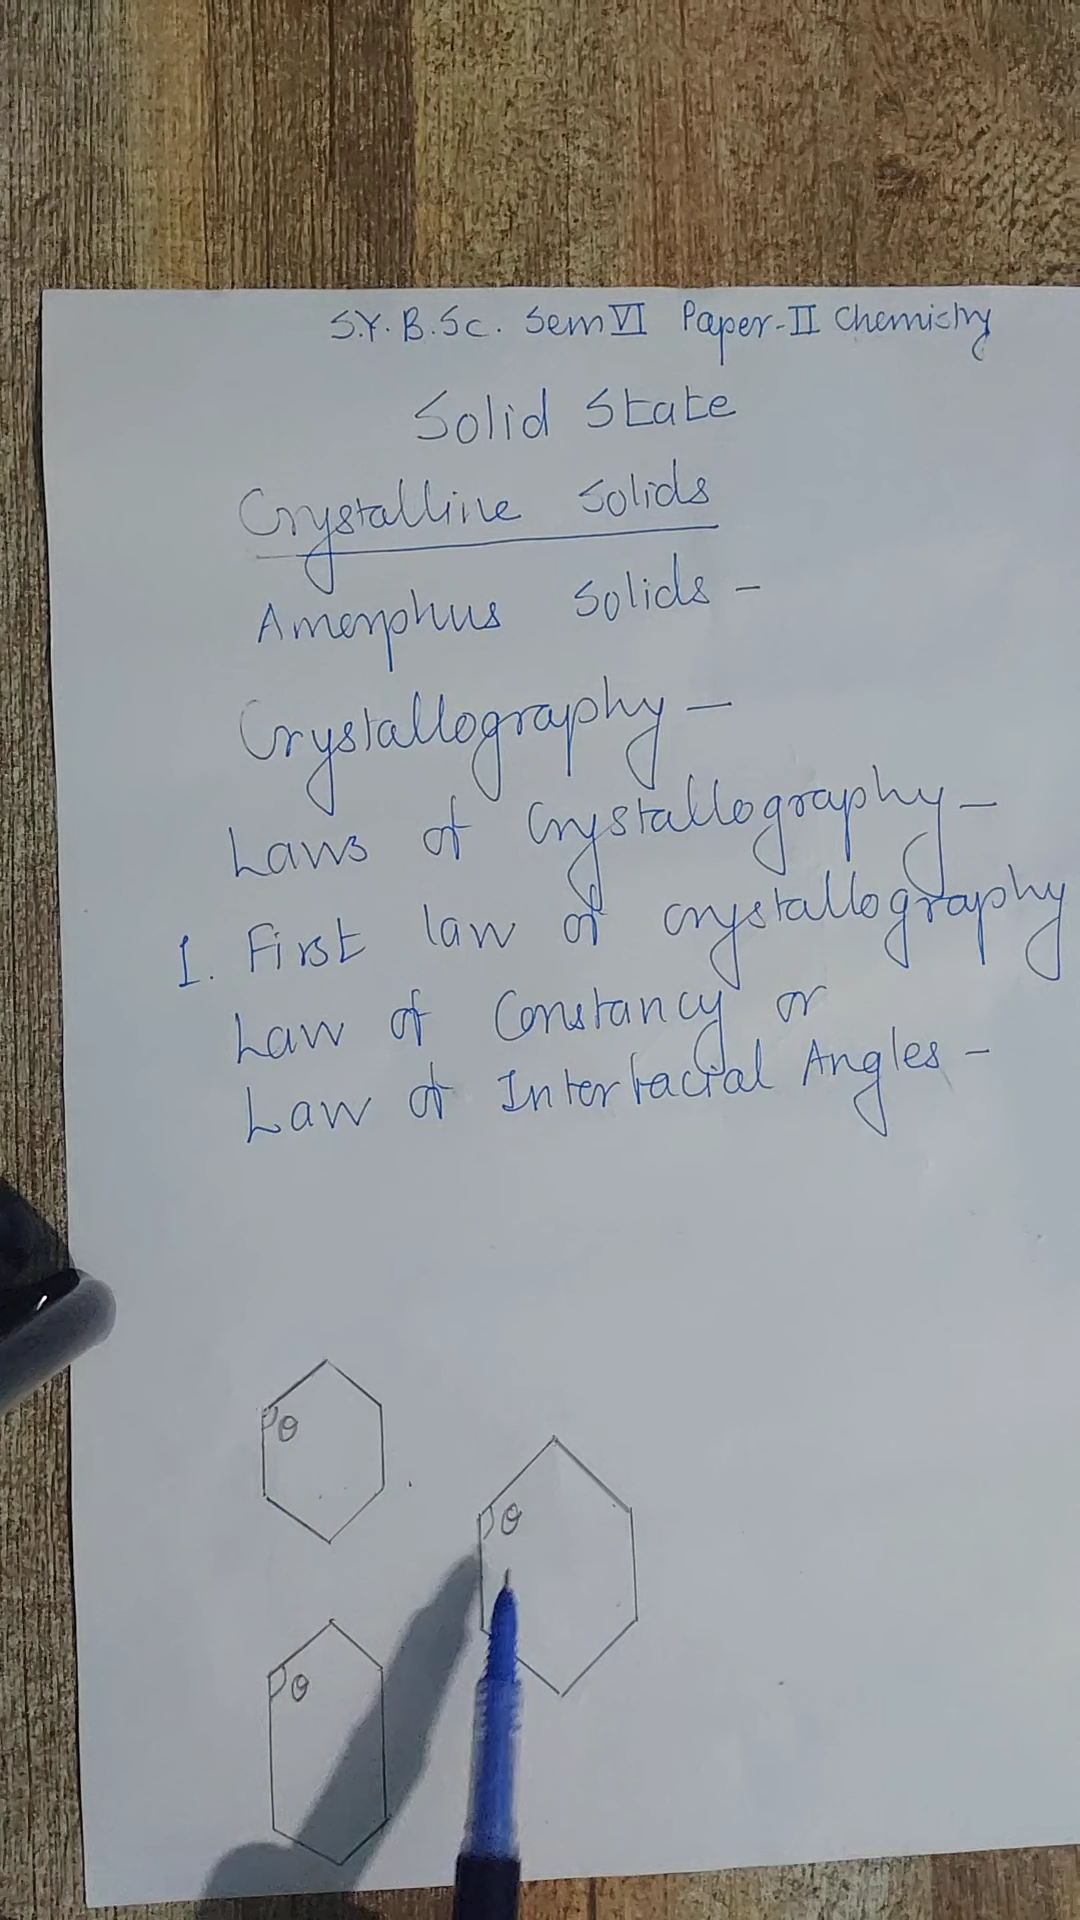 S.Y. B.Sc. Sem VI Paper-II Chemistry
Solid State
Crystalline Solids
Amorphus Solids -
Crystallography -
Laws of Crystallography -
1. First law of crystallography
Law of Constancy or
Law of Interfacial Angles -
θ
θ
θ